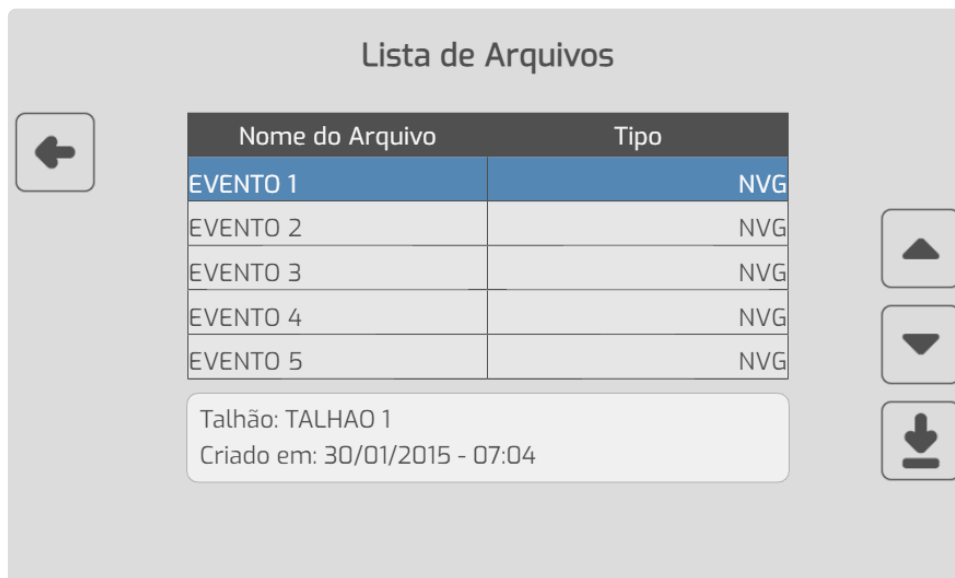 Lista de Arquivos
Nome do Arquivo Tipo
EVENTO 1 NVG
EVENTO 2 NVG
EVENTO 3 NVG
EVENTO 4 NVG
EVENTO 5 NVG
Talhão: TALHAO 1
Criado em: 30/01/2015 - 07:04